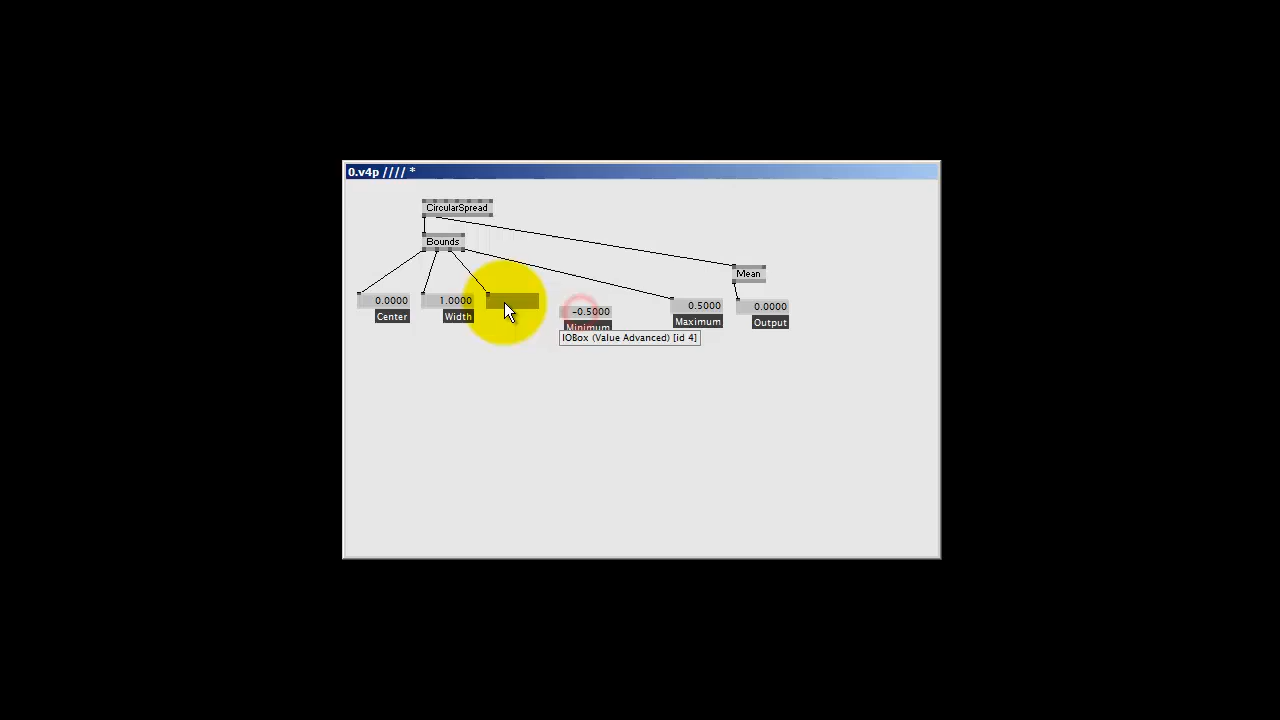 0.v4p //// *
CircularSpread
Bounds
Mean
0.0000
1.0000
-0.5000
0.5000
0.0000
Center
Width
Minimum
Maximum
Output
IOBox (Value Advanced) [id 4]